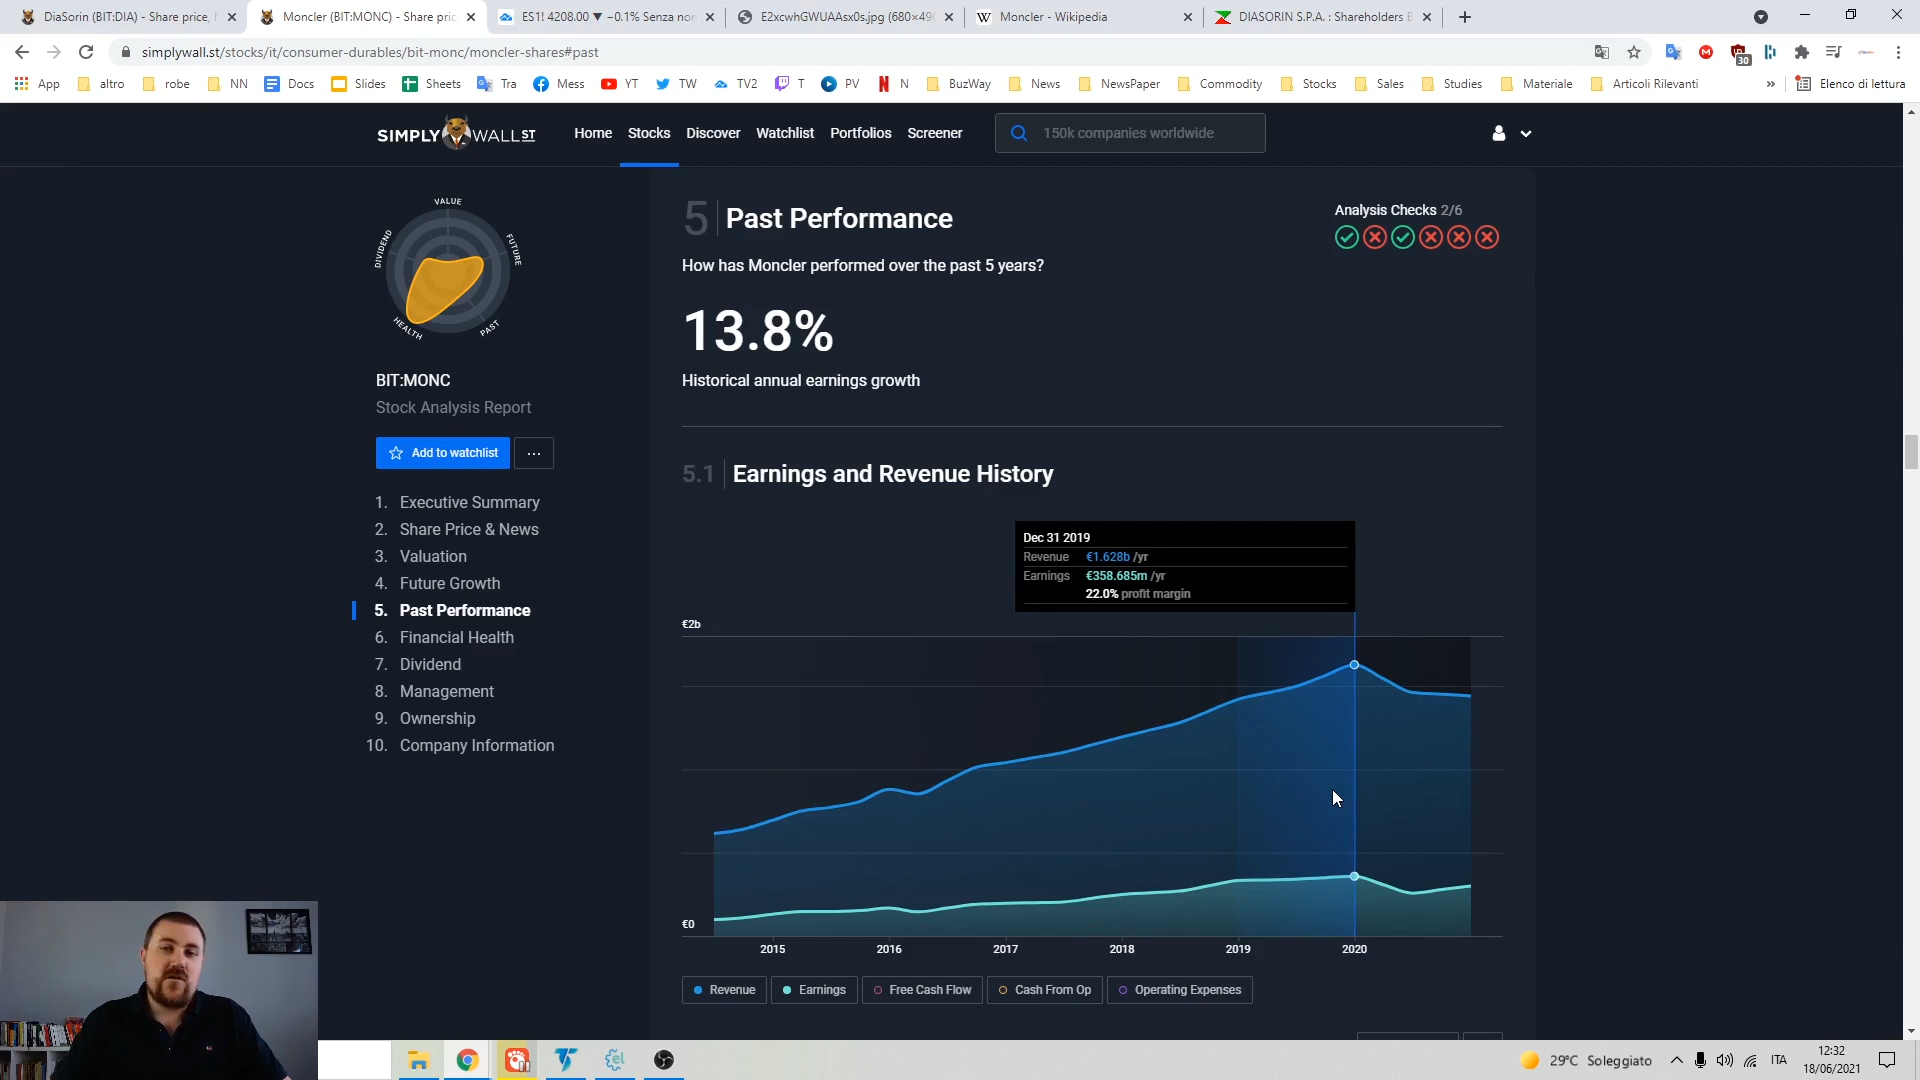 DiaSorin (BIT:DIA) - Share price,
Moncler (BIT:MONC) - Share pric
ES1! 4208.00 ▼ −0.1% Senza nom
E2xcwhGWUAAsx0s.jpg (680×496
Moncler - Wikipedia
DIASORIN S.P.A. : Shareholders B
simplywall.st/stocks/it/consumer-durables/bit-monc/moncler-shares#past
30
App
altro
robe
NN
Docs
Slides
Sheets
Tra
Mess
YT
TW
TV2
T
PV
N
BuzWay
News
NewsPaper
Commodity
Stocks
Sales
Studies
Materiale
Articoli Rilevanti
»
Elenco di lettura
SIMPLY WALL ST
Home
Stocks
Discover
Watchlist
Portfolios
Screener
150k companies worldwide
VALUE
FUTURE
PAST
HEALTH
DIVIDEND
BIT:MONC
Stock Analysis Report
Add to watchlist
...
1. Executive Summary
2. Share Price & News
3. Valuation
4. Future Growth
5. Past Performance
6. Financial Health
7. Dividend
8. Management
9. Ownership
10. Company Information
5 Past Performance
Analysis Checks 2/6
How has Moncler performed over the past 5 years?
13.8%
Historical annual earnings growth
5.1 Earnings and Revenue History
Dec 31 2019
Revenue €1.628b /yr
Earnings €358.685m /yr
22.0% profit margin
€2b
€0
2015 2016 2017 2018 2019 2020
Revenue
Earnings
Free Cash Flow
Cash From Op
Operating Expenses
29°C Soleggiato
ITA
12:32
18/06/2021